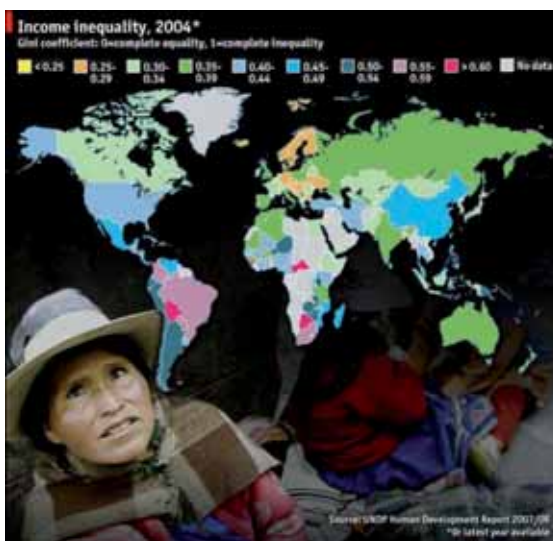 Income inequality, 2004*
Gini coefficient: 0=complete equality, 1=complete inequality
<0.25 0.25- 0.30- 0.35- 0.40- 0.45- 0.50- 0.55- >0.60 No data
0.29 0.34 0.39 0.44 0.49 0.54 0.59
Source: UNDP Human Development Report 2007/08
*Or latest year available